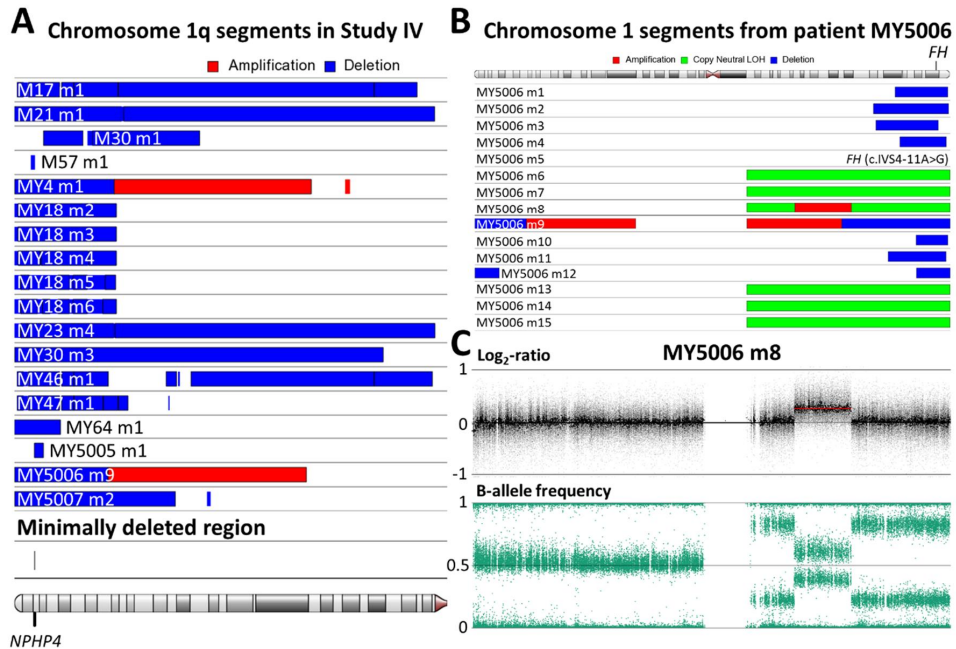 A Chromosome 1q segments in Study IV
Amplification Deletion
M17 m1
M21 m1
M30 m1
M57 m1
MY4 m1
MY18 m2
MY18 m3
MY18 m4
MY18 m5
MY18 m6
MY23 m4
MY30 m3
MY46 m1
MY47 m1
MY64 m1
MY5005 m1
MY5006 m9
MY5007 m2
Minimally deleted region
NPHP4
B Chromosome 1 segments from patient MY5006
Amplification Copy Neutral LOH Deletion
FH
MY5006 m1
MY5006 m2
MY5006 m3
MY5006 m4
MY5006 m5 FH (c.IVS4-11A>G)
MY5006 m6
MY5006 m7
MY5006 m8
MY5006 m9
MY5006 m10
MY5006 m11
MY5006 m12
MY5006 m13
MY5006 m14
MY5006 m15
C Log2-ratio MY5006 m8
1
0
-1
B-allele frequency
1
0.5
0